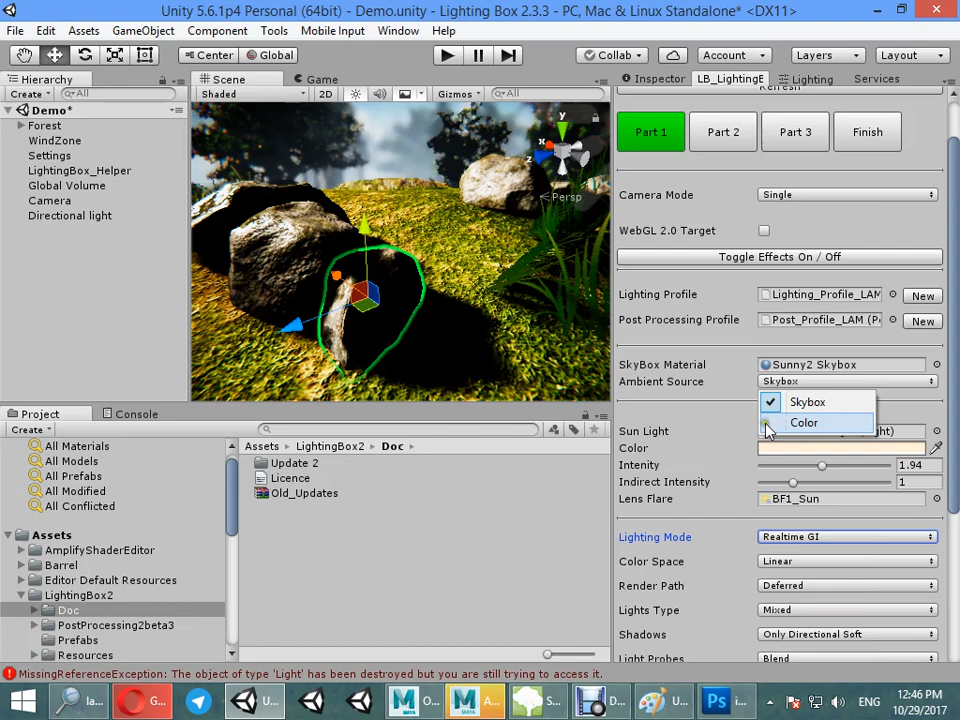 Unity 5.6.1p4 Personal (64bit) - Demo.unity - Lighting Box 2.3.3 - PC, Mac & Linux Standalone* <DX11>
File Edit Assets GameObject Component Tools Mobile Input Window Help
Center Global Collab Account Layers Layout
Hierarchy
Create All
Demo*
Forest
WindZone
Settings
LightingBox_Helper
Global Volume
Camera
Directional light
Scene Game
Shaded 2D Gizmos All
y
x
z
Persp
Inspector LB_LightingE Lighting Services
Refresh
Part 1 Part 2 Part 3 Finish
Camera Mode Single
WebGL 2.0 Target
Toggle Effects On / Off
Lighting Profile Lighting_Profile_LAM New
Post Processing Profile Post_Profile_LAM (P New
SkyBox Material Sunny2 Skybox
Ambient Source Skybox
Skybox
Color
Sun Light
Color
Intenity 1.94
Indirect Intensity 1
Lens Flare BF1_Sun
Lighting Mode Realtime GI
Color Space Linear
Render Path Deferred
Lights Type Mixed
Shadows Only Directional Soft
Light Probes Blend
Project Console
Create
All Materials
All Models
All Prefabs
All Modified
All Conflicted
Assets
AmplifyShaderEditor
Barrel
Editor Default Resources
LightingBox2
Doc
PostProcessing2beta3
Prefabs
Resources
Assets LightingBox2 Doc
Update 2
Licence
Old_Updates
MissingReferenceException: The object of type 'Light' has been destroyed but you are still trying to access it.
la... G... U... O... A... S... D... U... i...
ENG
12:46 PM
10/29/2017